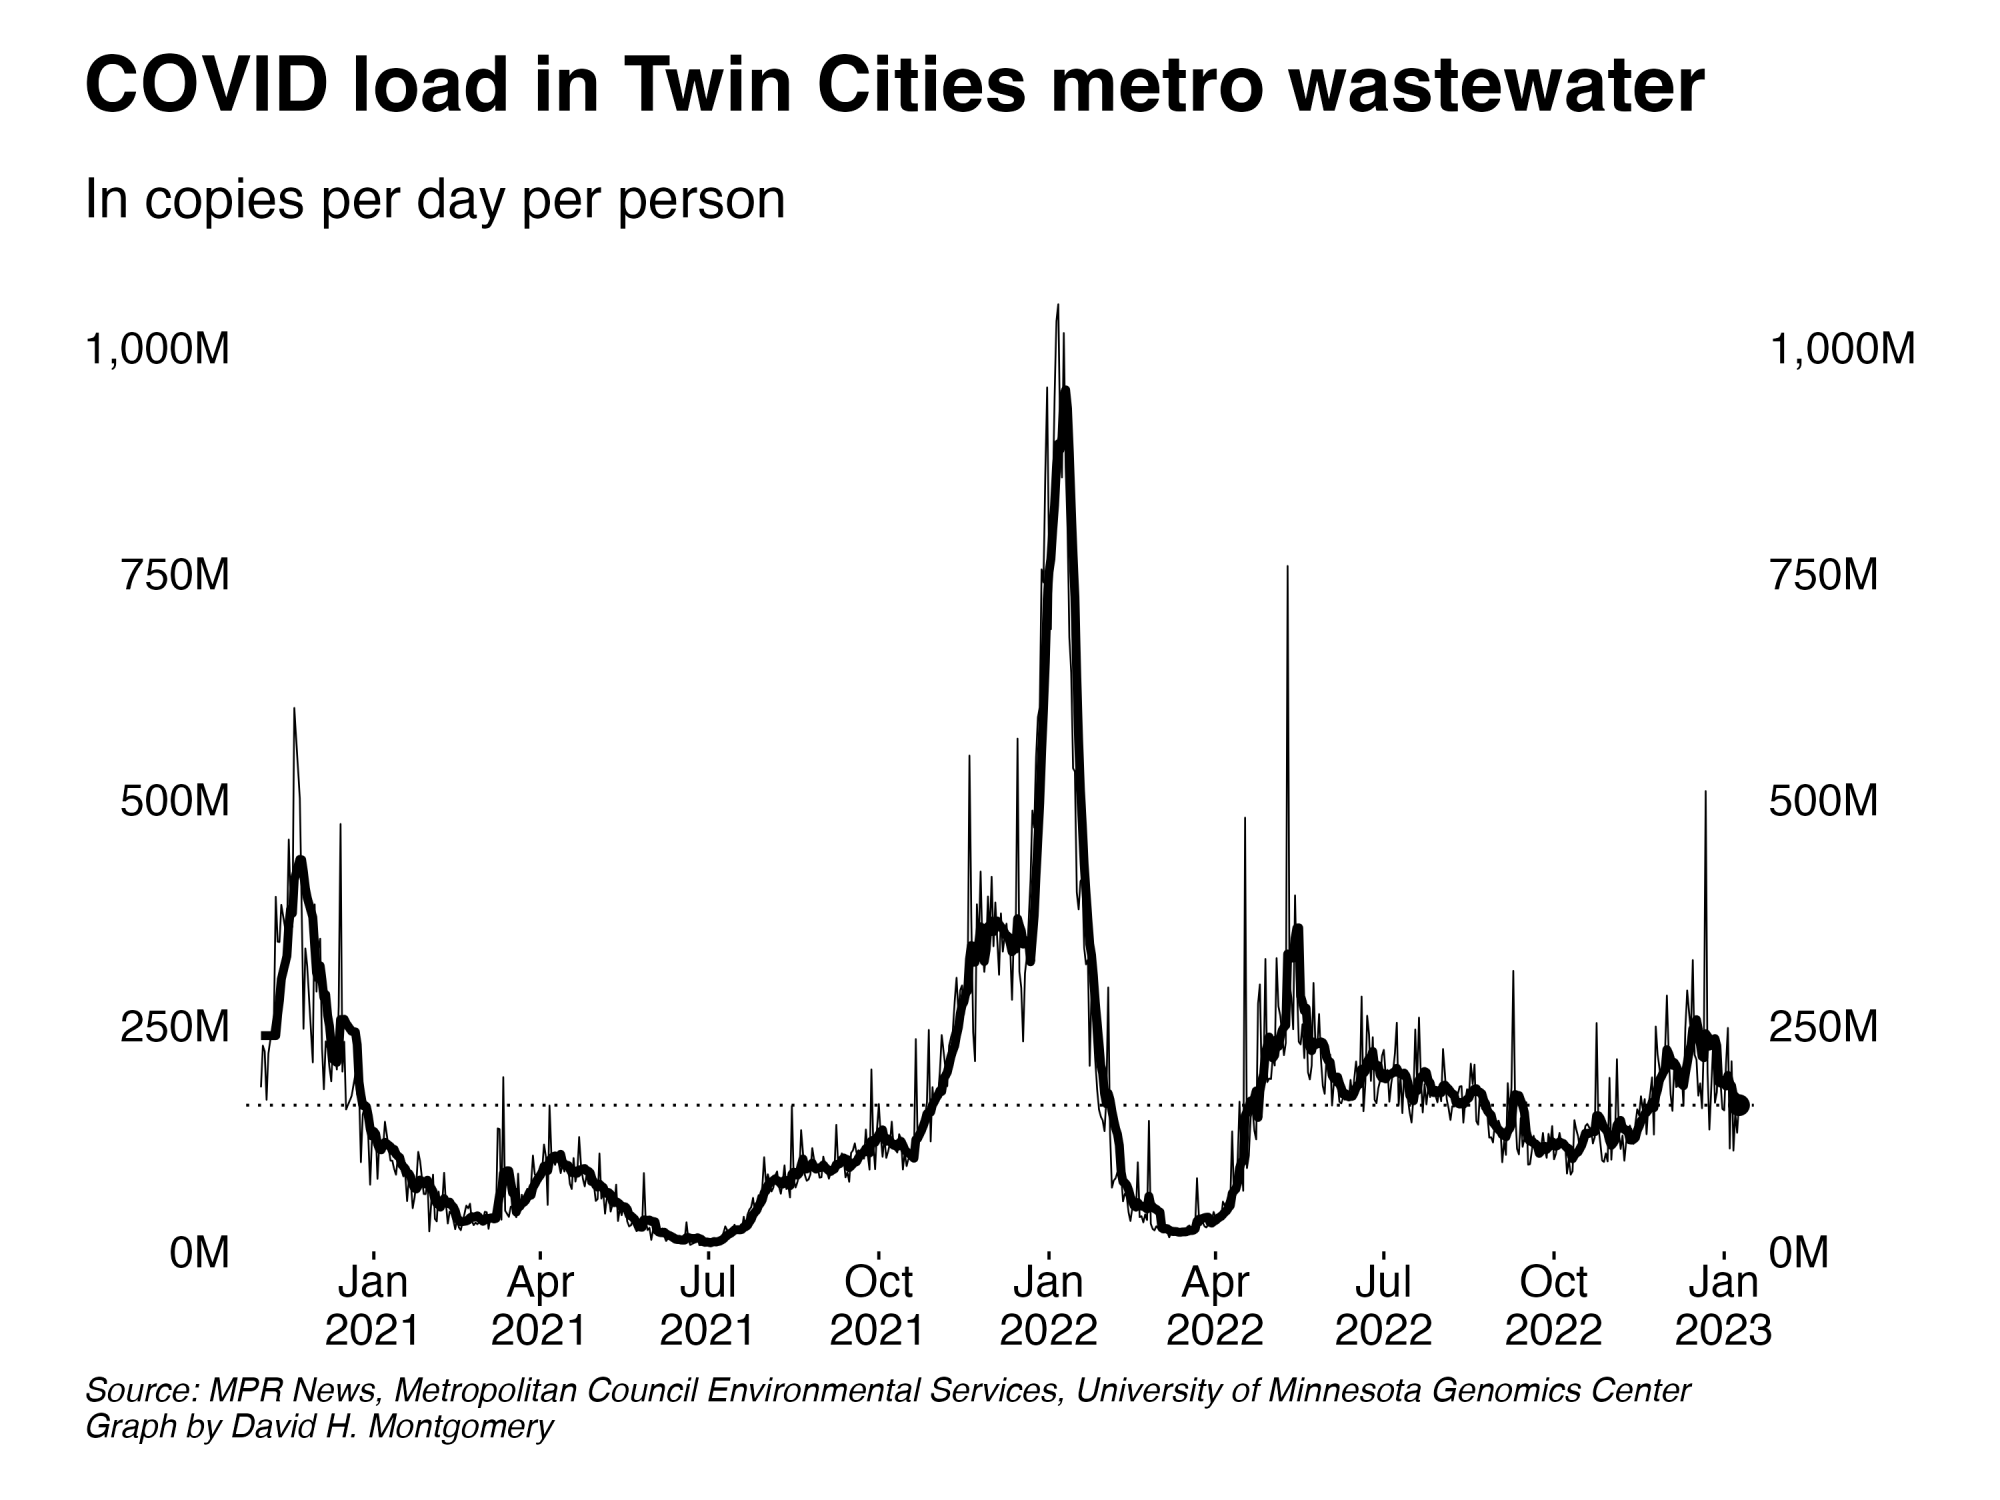 COVID load in Twin Cities metro wastewater
In copies per day per person
1,000M 1,000M
750M 750M
500M 500M
250M 250M
0M 0M
Jan Apr Jul Oct Jan Apr Jul Oct Jan
2021 2021 2021 2021 2022 2022 2022 2022 2023
Source: MPR News, Metropolitan Council Environmental Services, University of Minnesota Genomics Center
Graph by David H. Montgomery